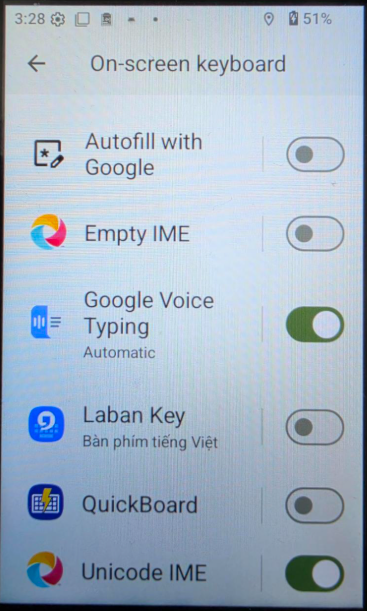 3:28 51%
On-screen keyboard
Autofill with
Google
Empty IME
Google Voice
Typing
Automatic
Laban Key
Bàn phím tiếng Việt
QuickBoard
Unicode IME